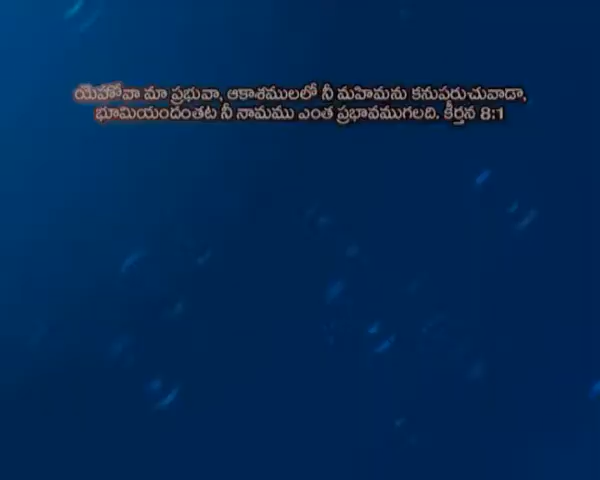 యెహోవా మా ప్రభువా, ఆకాశములలో నీ మహిమను కనుపరుచువాడా,
భూమియందంతట నీ నామము ఎంత ప్రభావముగలది. కీర్తన 8:1